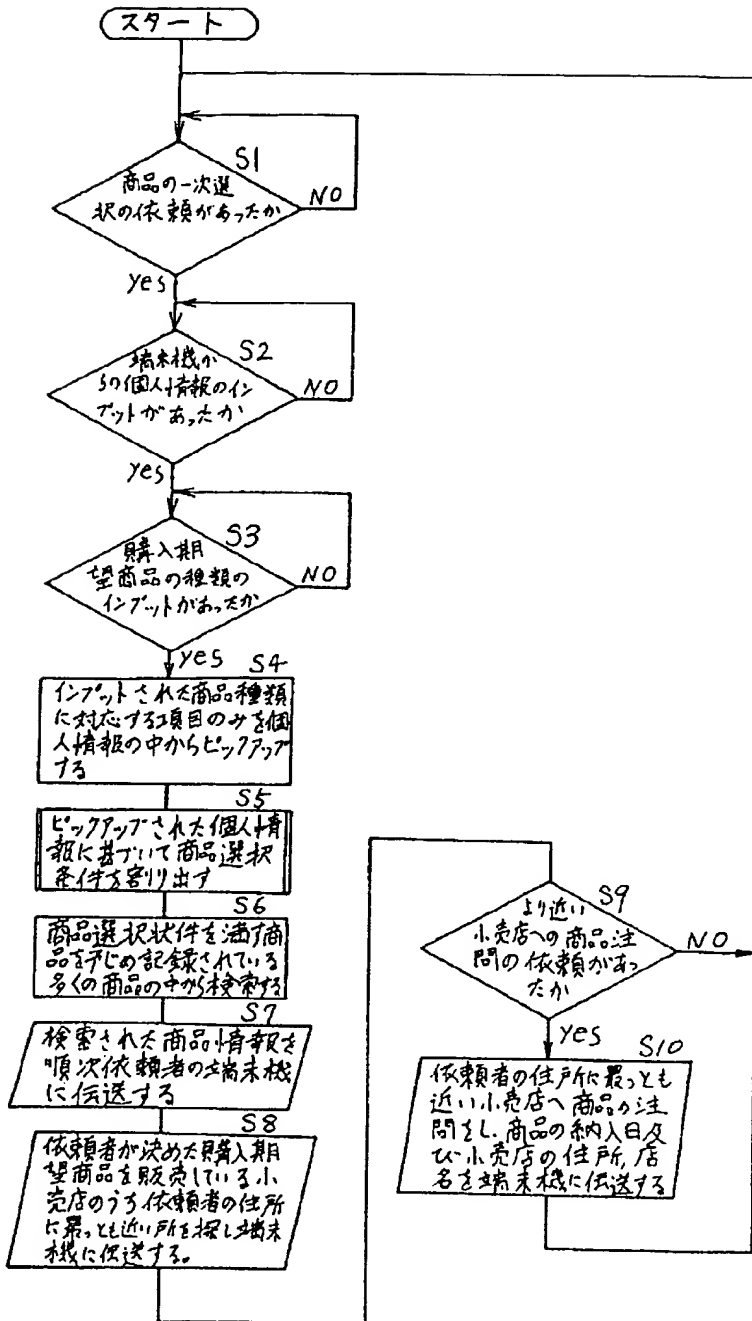 スタート
S1
商品の一次選
択の依頼があったか
NO
yes
S2
端末機か
らの個人情報のイン
プットがあったか
NO
yes
S3
購入期
望商品の種類の
インプットがあったか
NO
yes
S4
インプットされた商品種類
に対応する項目のみを個
人情報の中からピックアップ
する
S5
ピックアップされた個人情
報に基づいて商品選択
条件を割り出す
S6
商品選択状件を満す商
品を予じめ記録されている
多くの商品の中から検索する
S7
検索された商品情報を
順次依頼者の端末機
に伝送する
S8
依頼者が決めた購入期
望商品を販売している小
売店のうち依頼者の住所
に最っとも近い所を探し端末
機に伝送する。
S9
より近い
小売店への商品注
問の依頼があっ
たか
NO
yes
S10
依頼者の住戸に最っとも
近い小売店へ商品の注
問をし、商品の納入日及
び小売店の住所,店
名を端末機に伝送する